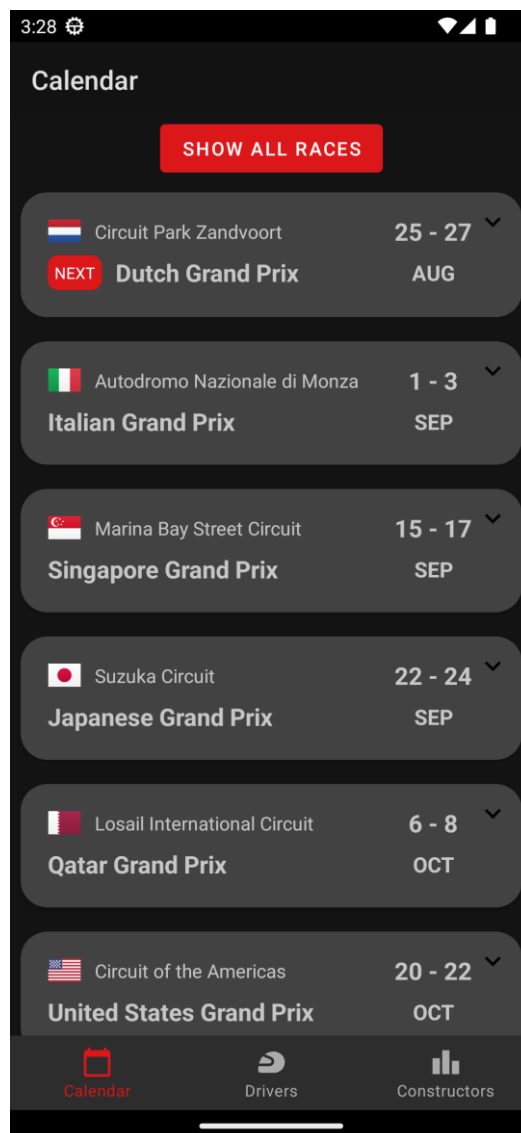 3:28
Calendar
SHOW ALL RACES
Circuit Park Zandvoort 25 - 27
NEXT Dutch Grand Prix AUG
Autodromo Nazionale di Monza 1 - 3
Italian Grand Prix SEP
Marina Bay Street Circuit 15 - 17
Singapore Grand Prix SEP
Suzuka Circuit 22 - 24
Japanese Grand Prix SEP
Losail International Circuit 6 - 8
Qatar Grand Prix OCT
Circuit of the Americas 20 - 22
United States Grand Prix OCT
Calendar Drivers Constructors